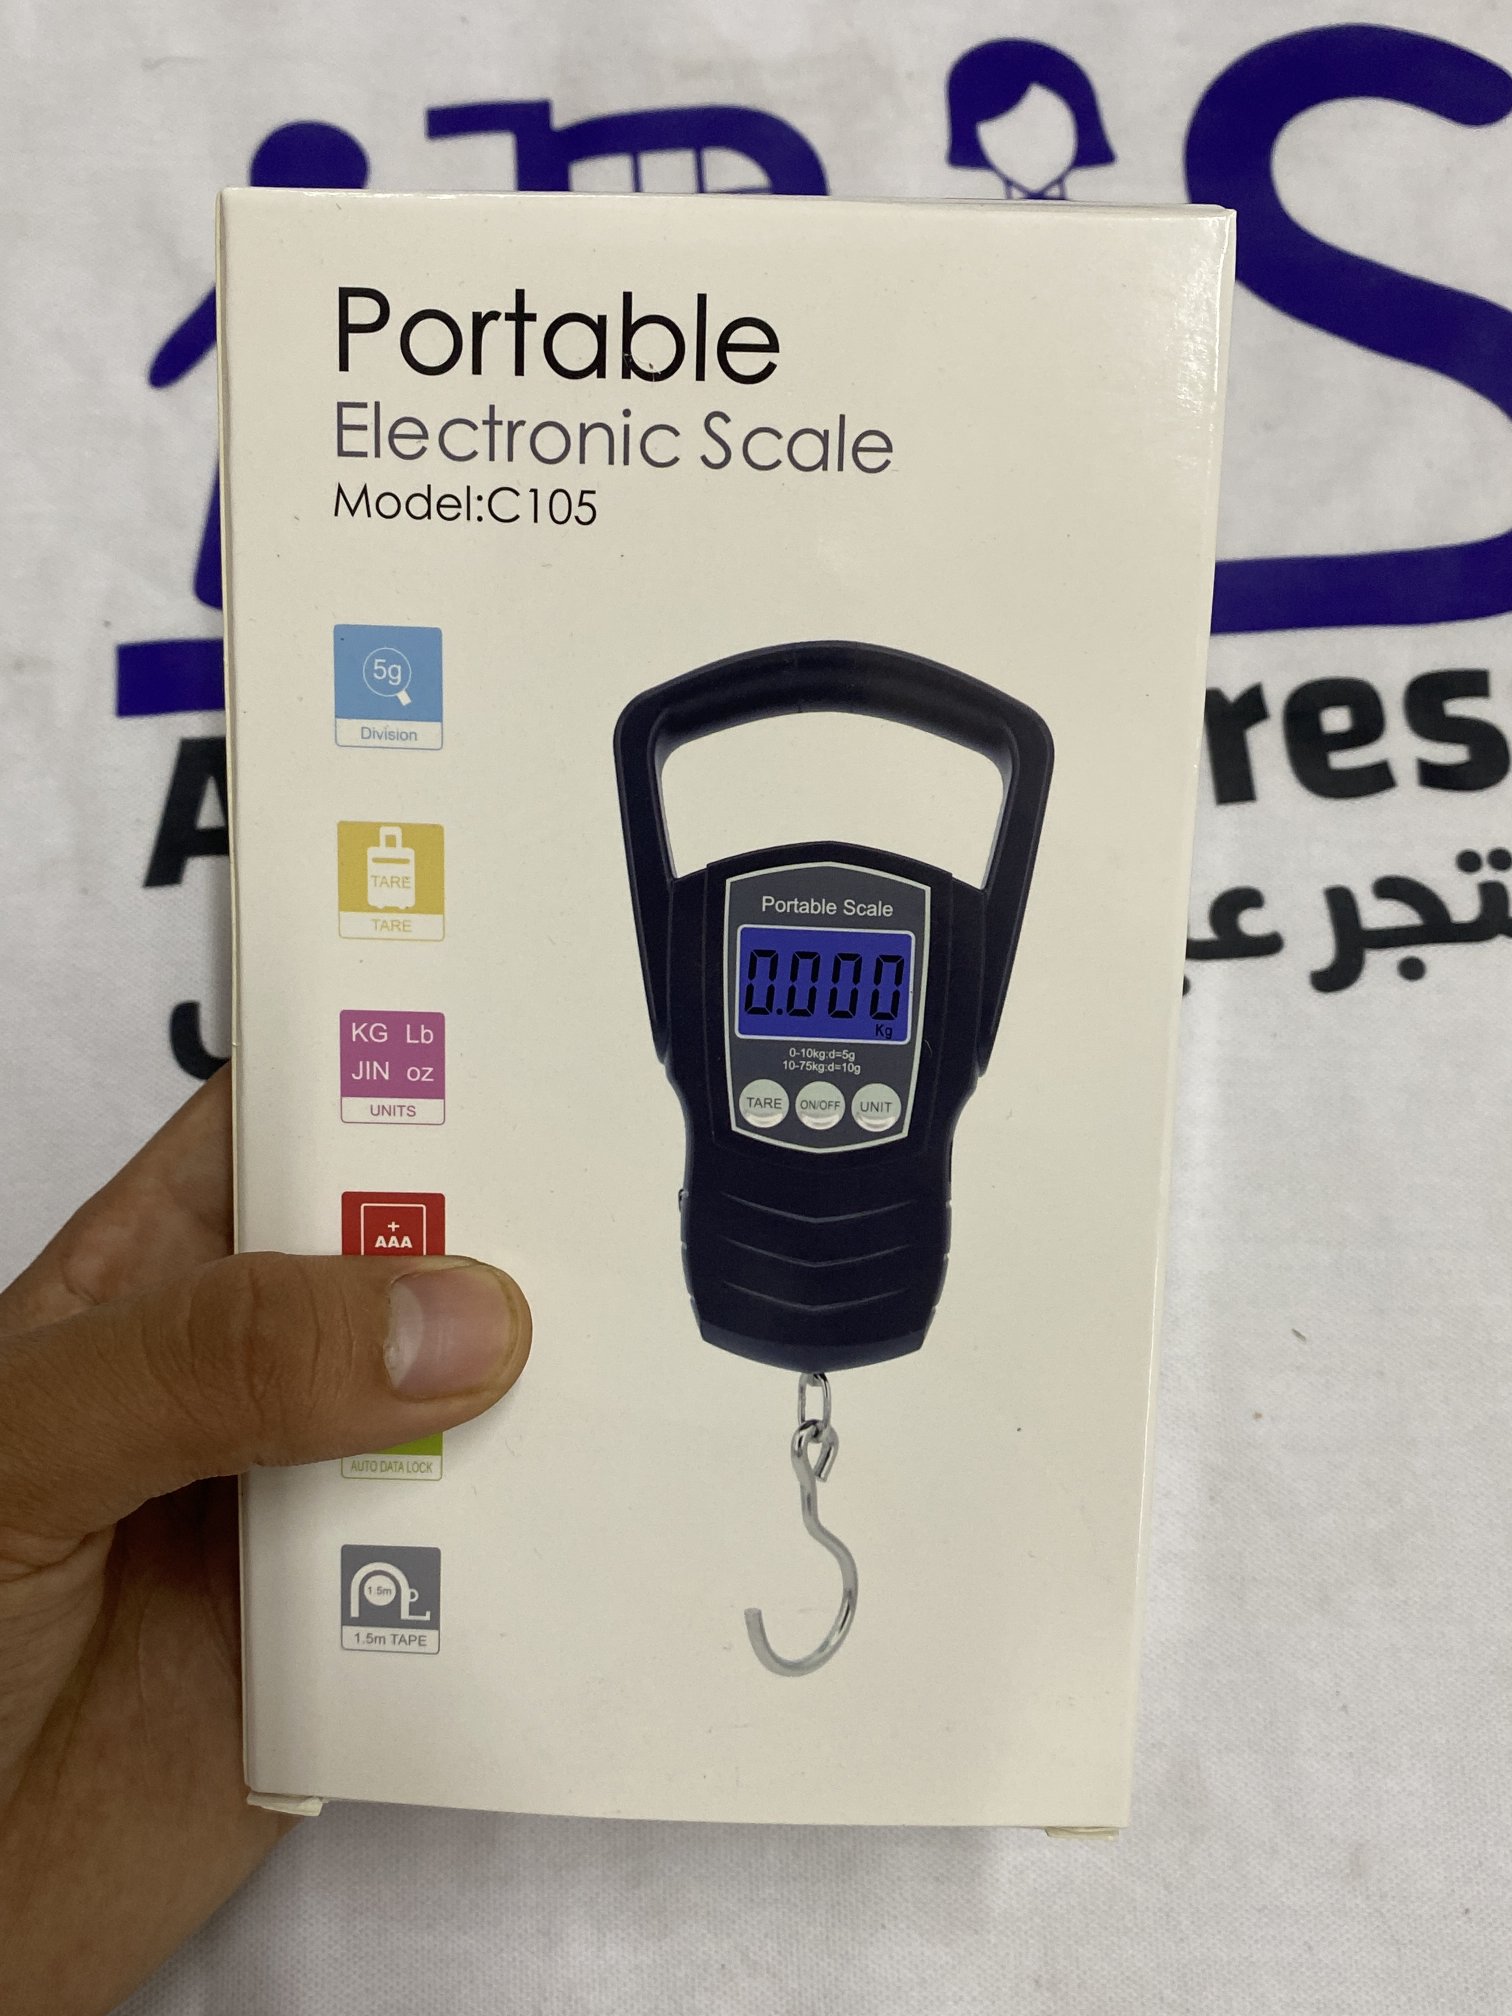 Portable
Electronic Scale
Model:C105
5g
Division
TARE
TARE
KG Lb
JIN oz
UNITS
+
AAA
AUTO DATA LOCK
1.5m
1.5m TAPE
Portable Scale
0.000
Kg
0-10kg:d=5g
10-75kg:d=10g
TARE ON/OFF UNIT
A
res
متجر